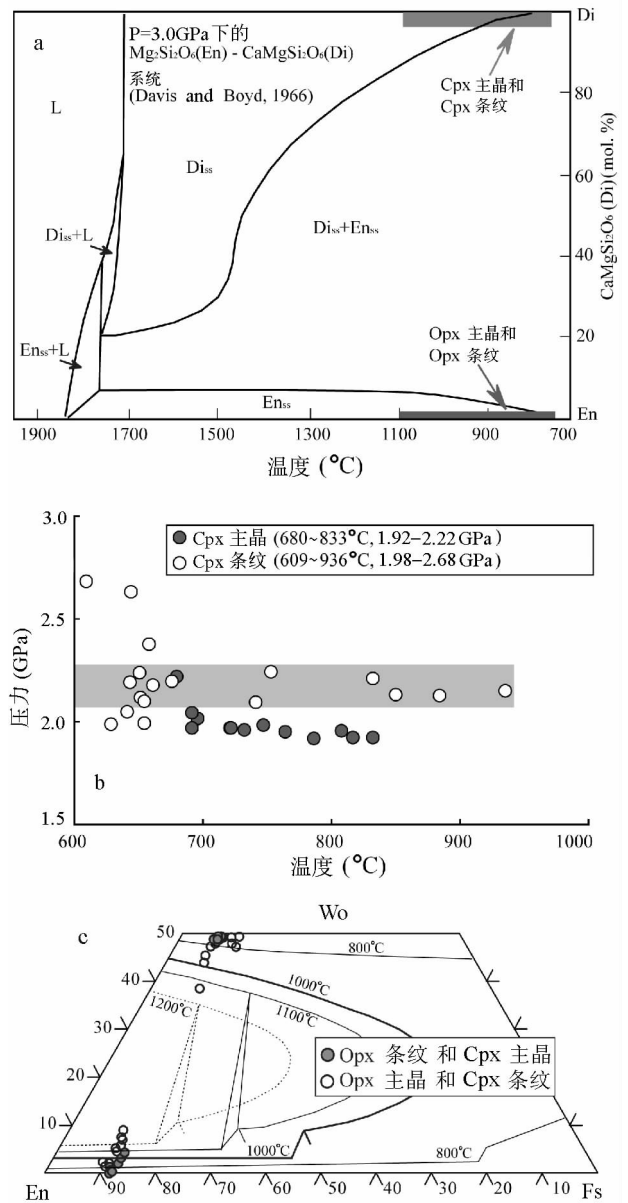 a
P=3.0GPa下的
Mg₂Si₂O₆(En) - CaMgSi₂O₆(Di)
系统
(Davis and Boyd, 1966)
L
Diss
Diss+L
Enss+L
Diss+Enss
Enss
Cpx 主晶和
Cpx 条纹
Opx 主晶和
Opx 条纹
Di
80
60
40
20
En
CaMgSi₂O₆ (Di) (mol. %)
1900 1700 1500 1300 1100 900 700
温度 (°C)
3.0
2.5
2.0
1.5
压力 (GPa)
Cpx 主晶 (680~833°C, 1.92-2.22 GPa)
Cpx 条纹 (609~936°C, 1.98-2.68 GPa)
b
600 700 800 900 1000
温度 (°C)
c
Wo
50
40
30
20
10
800°C
1000°C
1100°C
1200°C
Opx 条纹 和 Cpx 主晶
Opx 主晶 和 Cpx 条纹
1000°C
800°C
En 90 80 70 60 50 40 30 20 10 Fs